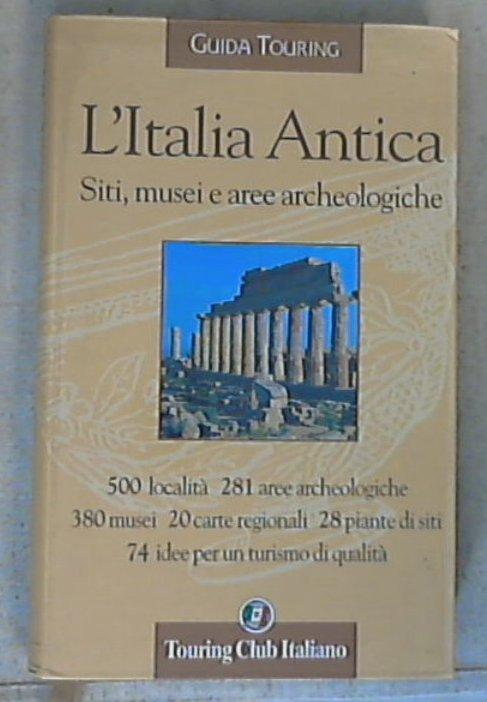 GUIDA TOURING
L'Italia Antica
Siti, musei e aree archeologiche
500 località 281 aree archeologiche
380 musei 20 carte regionali 28 piante di siti
74 idee per un turismo di qualità
Touring Club Italiano